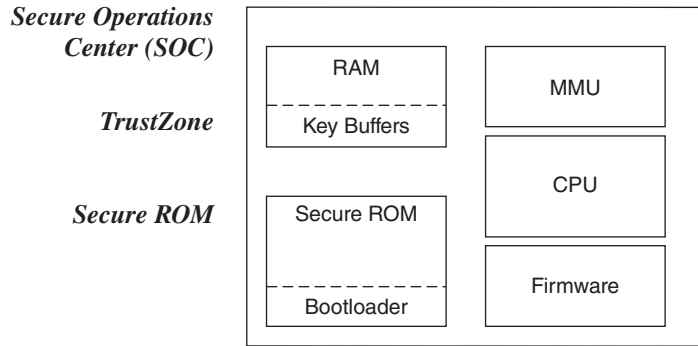 Secure Operations
Center (SOC)
TrustZone
Secure ROM
RAM
Key Buffers
Secure ROM
Bootloader
MMU
CPU
Firmware